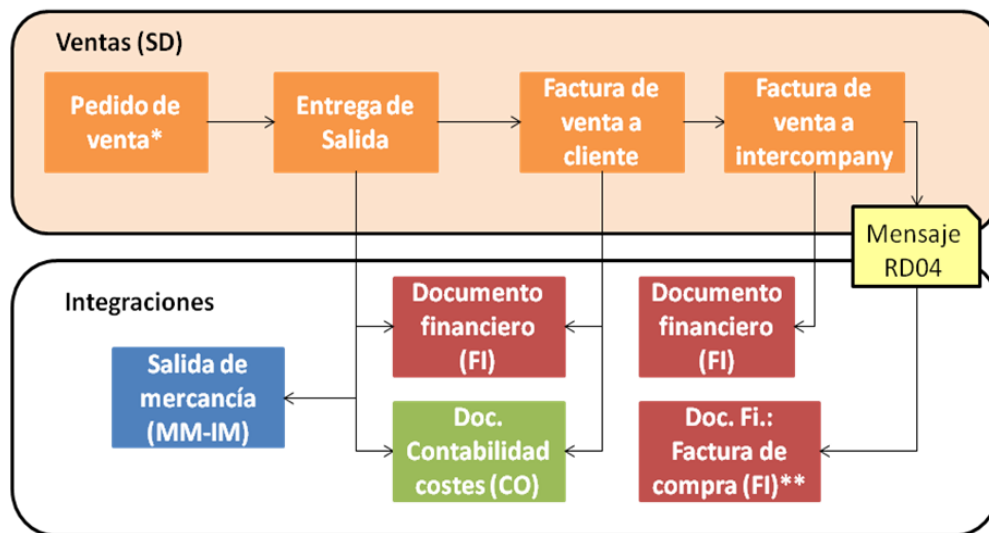 Ventas (SD)
Pedido de
venta*
Entrega de
Salida
Factura de
venta a
cliente
Factura de
venta a
intercompany
Mensaje
RD04
Integraciones
Documento
financiero
(FI)
Documento
financiero
(FI)
Salida de
mercancía
(MM-IM)
Doc.
Contabilidad
costes (CO)
Doc. Fi.:
Factura de
compra (FI)**